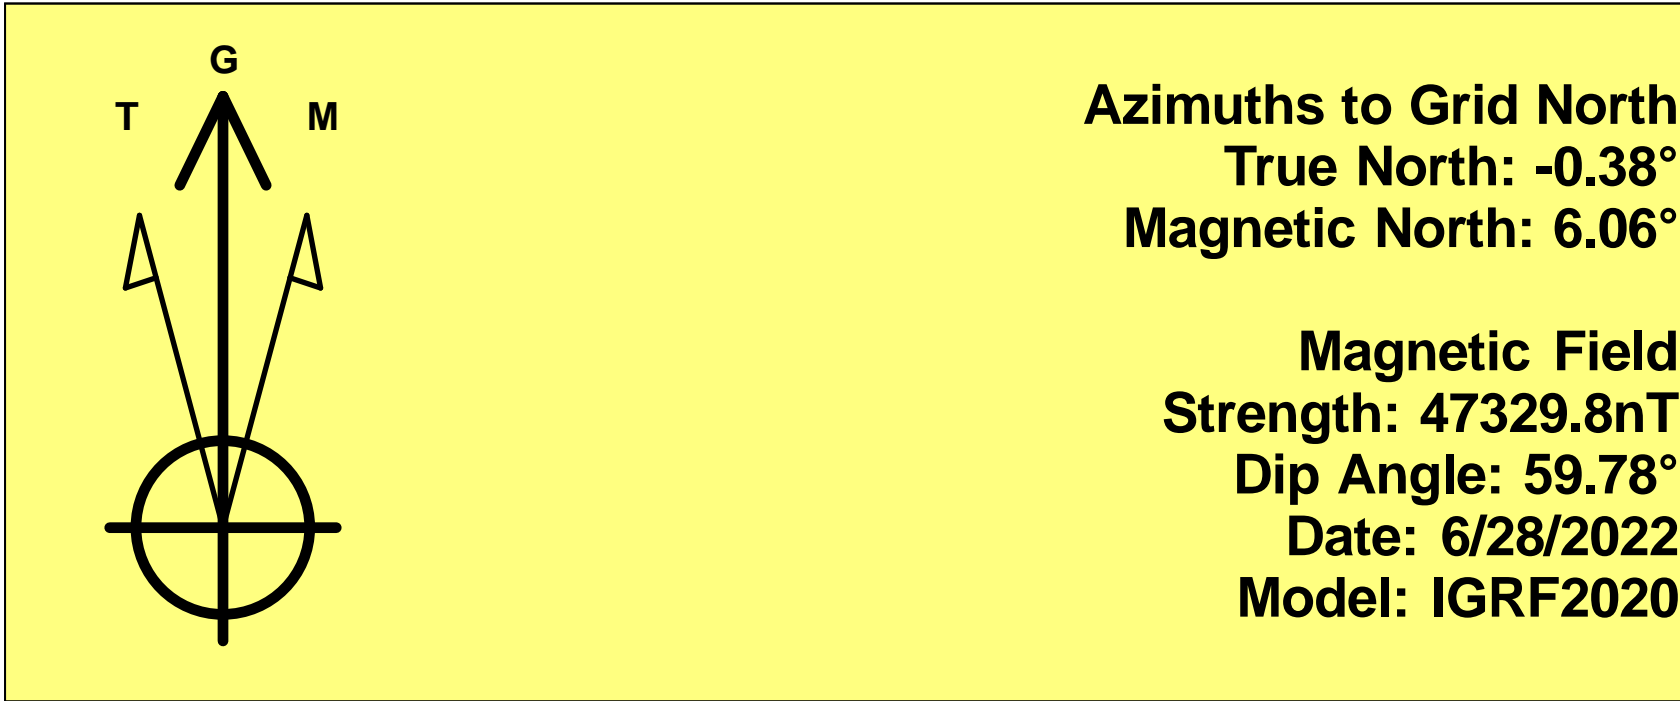 G
T M
Azimuths to Grid North
True North: -0.38°
Magnetic North: 6.06°
Magnetic Field
Strength: 47329.8nT
Dip Angle: 59.78°
Date: 6/28/2022
Model: IGRF2020